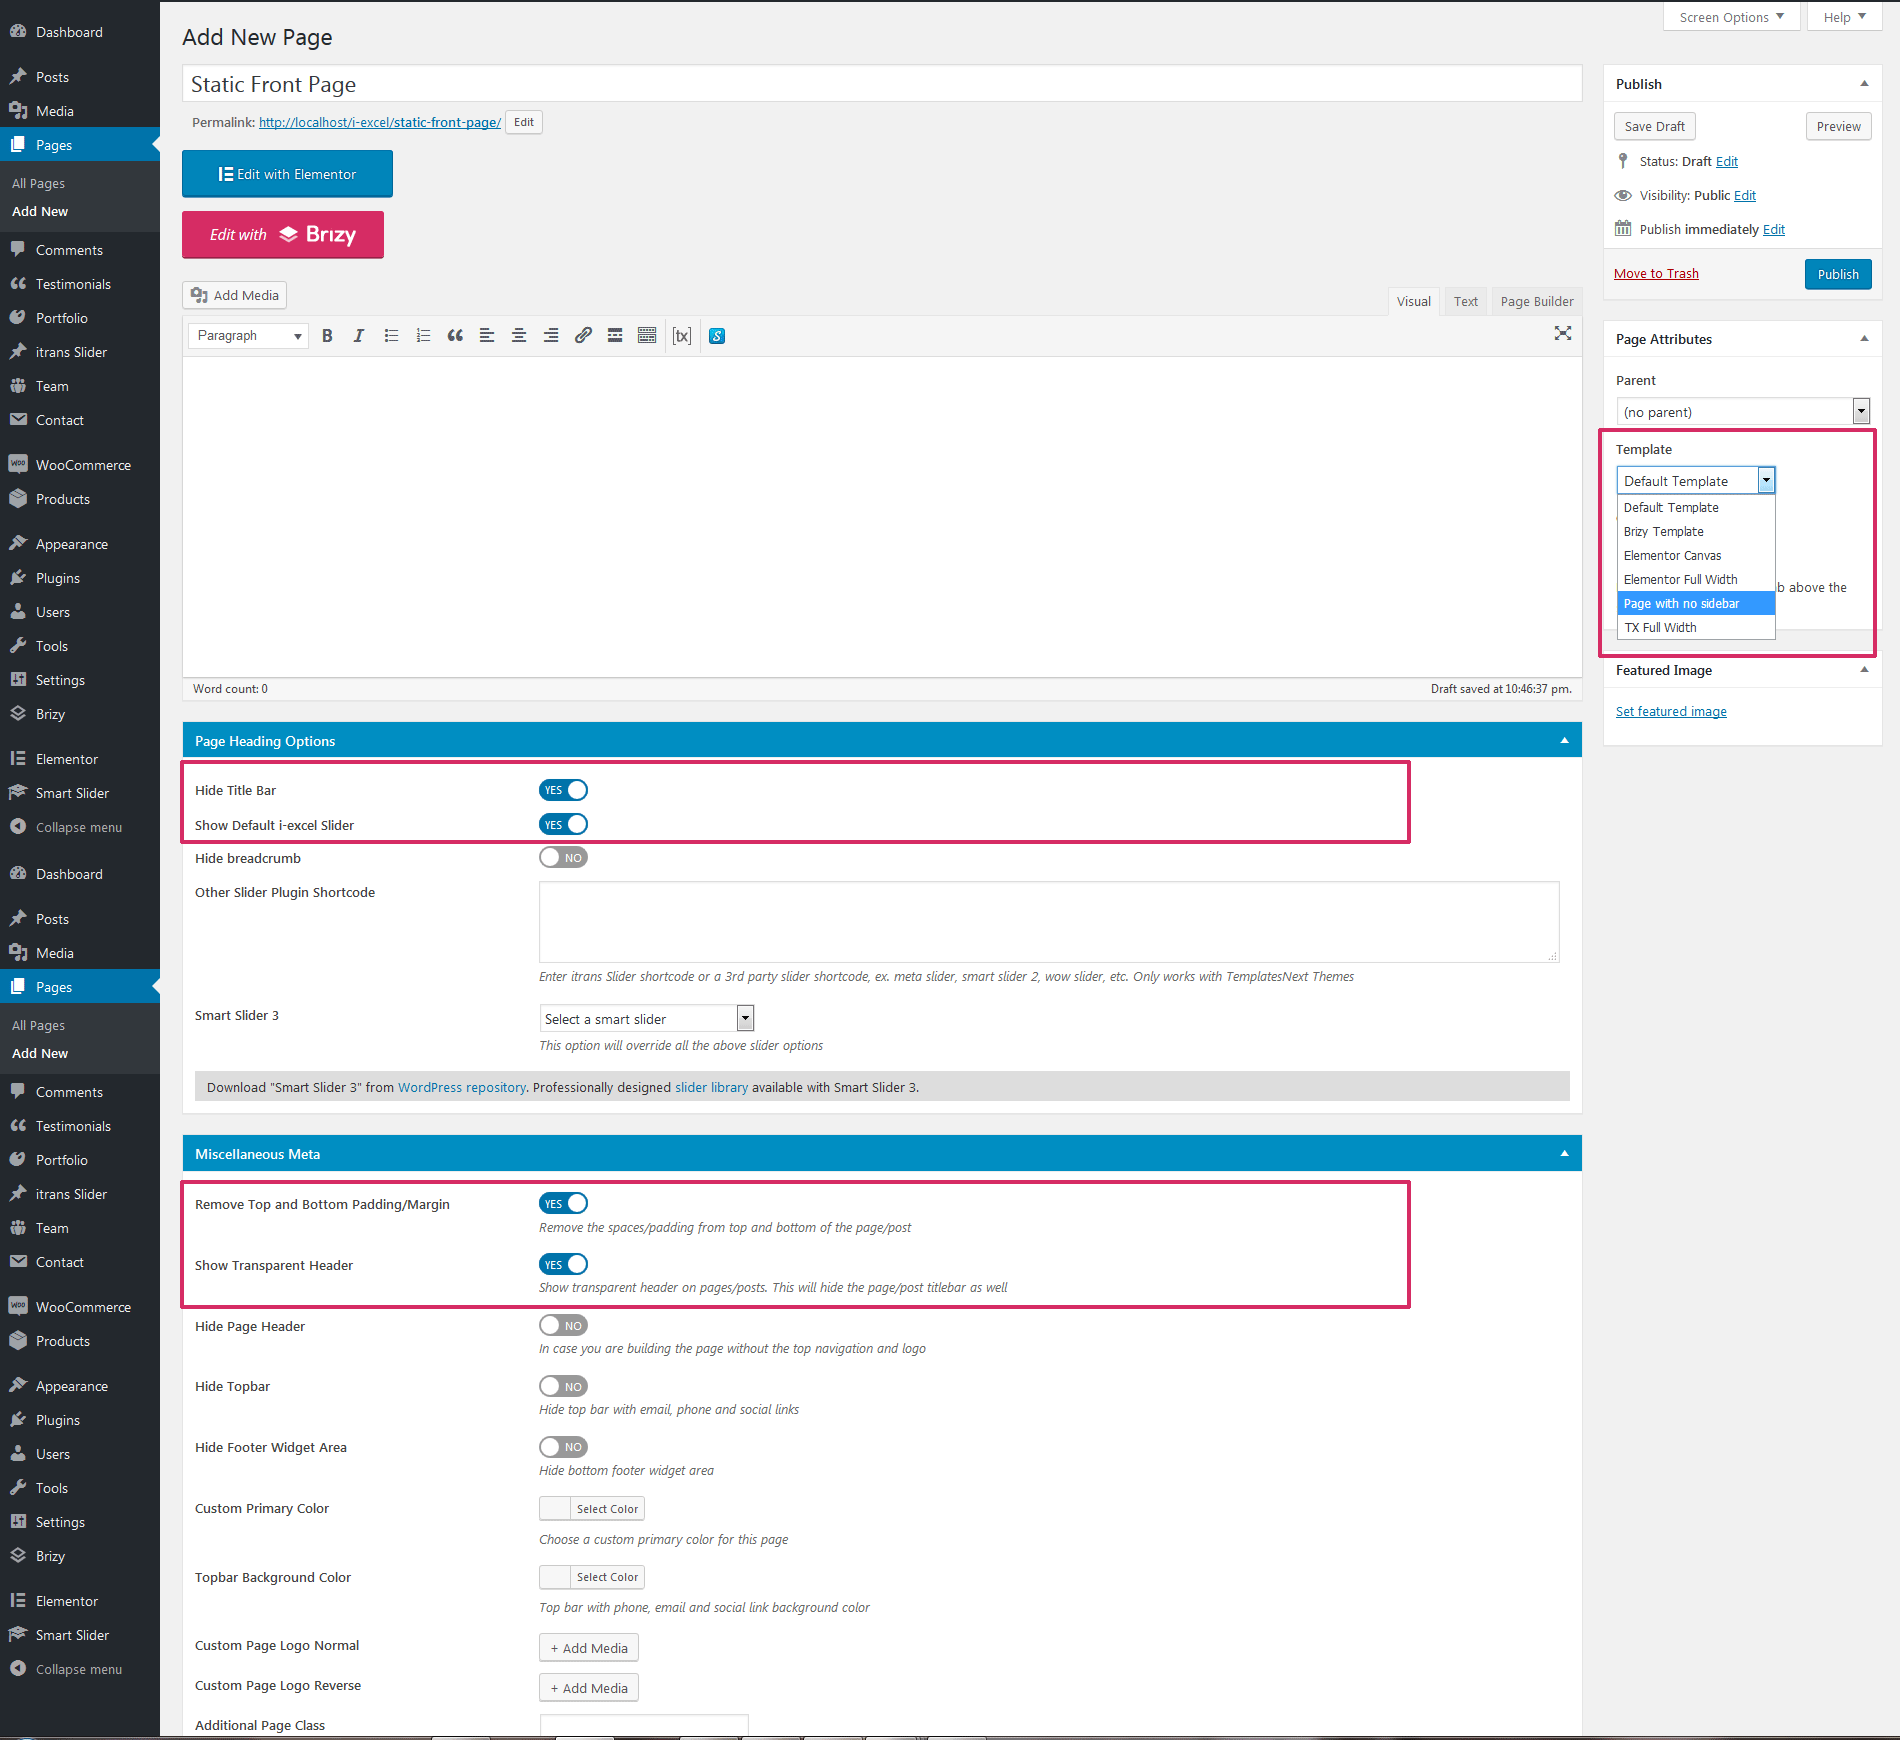 Dashboard
Posts
Media
Pages
All Pages
Add New
Comments
Testimonials
Portfolio
itrans Slider
Team
Contact
WooCommerce
Products
Appearance
Plugins
Users
Tools
Settings
Brizy
Elementor
Smart Slider
Collapse menu
Dashboard
Posts
Media
Pages
All Pages
Add New
Comments
Testimonials
Portfolio
itrans Slider
Team
Contact
WooCommerce
Products
Appearance
Plugins
Users
Tools
Settings
Brizy
Elementor
Smart Slider
Collapse menu
Screen Options
Help
Add New Page
Static Front Page
Permalink: http://localhost/i-excel/static-front-page/ Edit
Edit with Elementor
Edit with Brizy
Add Media
Visual Text Page Builder
Paragraph B I [tx] S
Word count: 0 Draft saved at 10:46:37 pm.
Page Heading Options
Hide Title Bar YES
Show Default i-excel Slider YES
Hide breadcrumb NO
Other Slider Plugin Shortcode
Enter itrans Slider shortcode or a 3rd party slider shortcode, ex. meta slider, smart slider 2, wow slider, etc. Only works with TemplatesNext Themes
Smart Slider 3 Select a smart slider
This option will override all the above slider options
Download "Smart Slider 3" from WordPress repository. Professionally designed slider library available with Smart Slider 3.
Miscellaneous Meta
Remove Top and Bottom Padding/Margin YES
Remove the spaces/padding from top and bottom of the page/post
Show Transparent Header YES
Show transparent header on pages/posts. This will hide the page/post titlebar as well
Hide Page Header NO
In case you are building the page without the top navigation and logo
Hide Topbar NO
Hide top bar with email, phone and social links
Hide Footer Widget Area NO
Hide bottom footer widget area
Custom Primary Color Select Color
Choose a custom primary color for this page
Topbar Background Color Select Color
Top bar with phone, email and social link background color
Custom Page Logo Normal + Add Media
Custom Page Logo Reverse + Add Media
Additional Page Class
Publish
Save Draft Preview
Status: Draft Edit
Visibility: Public Edit
Publish immediately Edit
Move to Trash Publish
Page Attributes
Parent
(no parent)
Template
Default Template
Default Template
Brizy Template
Elementor Canvas
Elementor Full Width
b above the
Page with no sidebar
TX Full Width
Featured Image
Set featured image